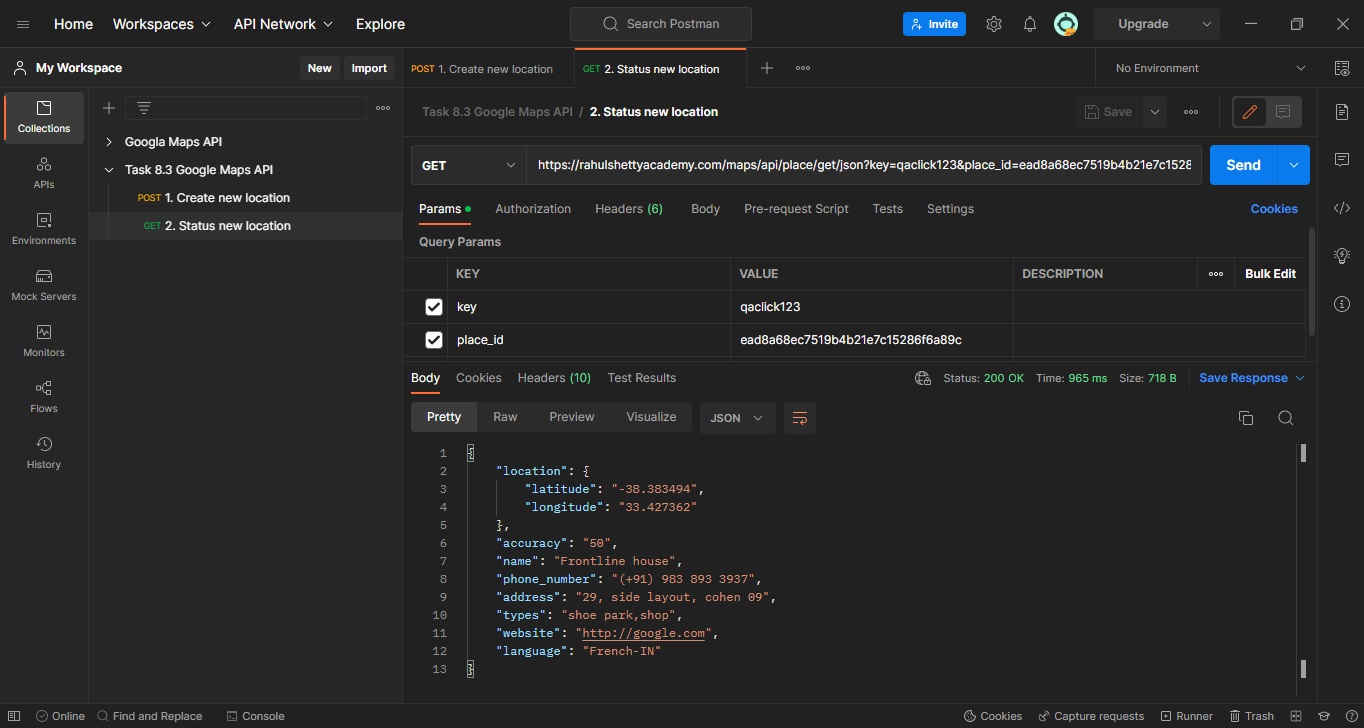 Home Workspaces API Network Explore Search Postman Invite Upgrade
My Workspace New Import POST 1. Create new location GET 2. Status new location No Environment
Collections
APIs
Environments
Mock Servers
Monitors
Flows
History
Googla Maps API
Task 8.3 Google Maps API
POST 1. Create new location
GET 2. Status new location
Task 8.3 Google Maps API / 2. Status new location Save
GET https://rahulshettyacademy.com/maps/api/place/get/json?key=qaclick123&place_id=ead8a68ec7519b4b21e7c1528 Send
Params Authorization Headers (6) Body Pre-request Script Tests Settings Cookies
Query Params
KEY VALUE DESCRIPTION Bulk Edit
key qaclick123
place_id ead8a68ec7519b4b21e7c15286f6a89c
Body Cookies Headers (10) Test Results Status: 200 OK Time: 965 ms Size: 718 B Save Response
Pretty Raw Preview Visualize JSON
1 {
2 "location": {
3 "latitude": "-38.383494",
4 "longitude": "33.427362"
5 },
6 "accuracy": "50",
7 "name": "Frontline house",
8 "phone_number": "(+91) 983 893 3937",
9 "address": "29, side layout, cohen 09",
10 "types": "shoe park,shop",
11 "website": "http://google.com",
12 "language": "French-IN"
13 }
Online Find and Replace Console Cookies Capture requests Runner Trash